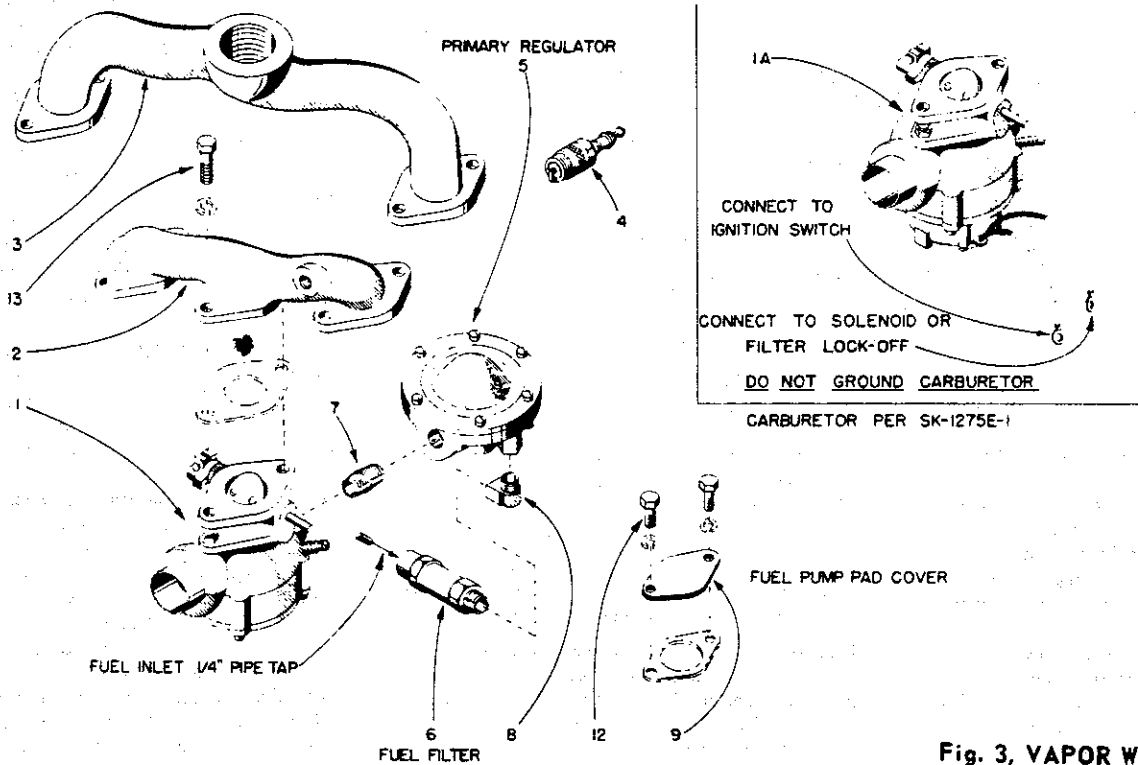 PRIMARY REGULATOR
5
1A
4
CONNECT TO
IGNITION SWITCH
3
13
CONNECT TO SOLENOID OR
FILTER LOCK-OFF
2
DO NOT GROUND CARBURETOR
1
7
CARBURETOR PER SK-1275E-1
FUEL PUMP PAD COVER
FUEL INLET 1/4" PIPE TAP
6
8
12
9
FUEL FILTER
Fig. 3, VAPOR W